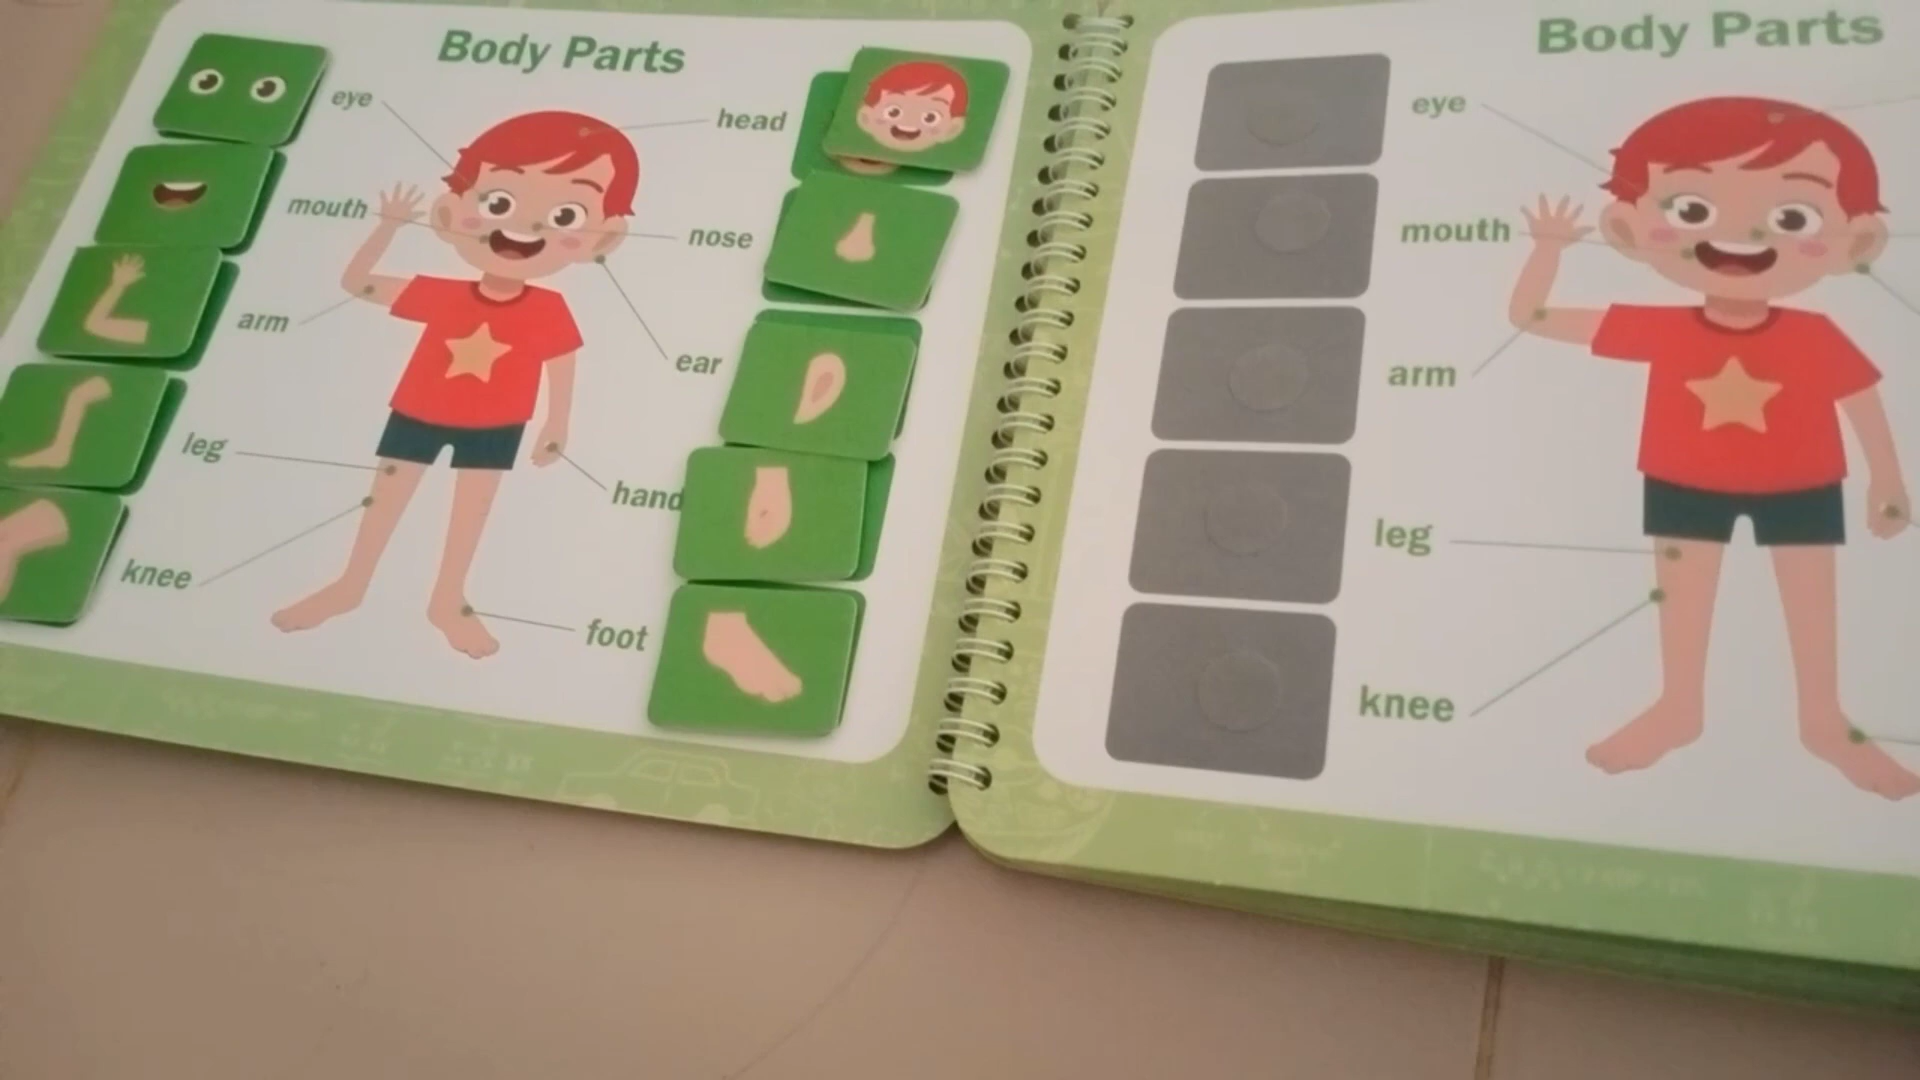 Body Parts
eye
head
mouth
nose
arm
ear
leg
hand
knee
foot
Body Parts
eye
mouth
arm
leg
knee